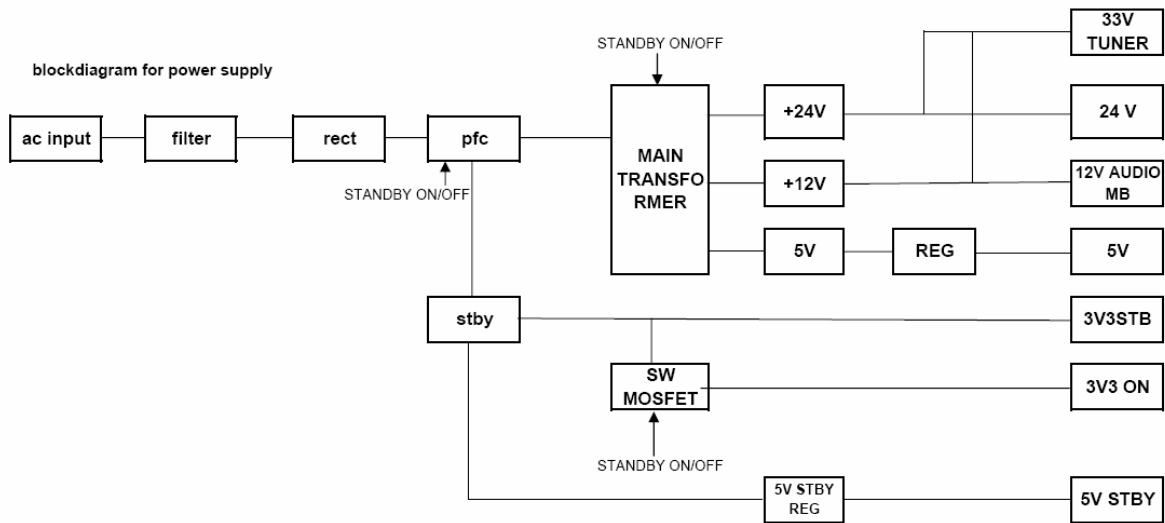 33V
TUNER
STANDBY ON/OFF
blockdiagram for power supply
ac input
filter
rect
pfc
STANDBY ON/OFF
MAIN
TRANSFO
RMER
+24V
24 V
+12V
12V AUDIO
MB
5V
REG
5V
stby
3V3STB
SW
MOSFET
3V3 ON
STANDBY ON/OFF
5V STBY
REG
5V STBY